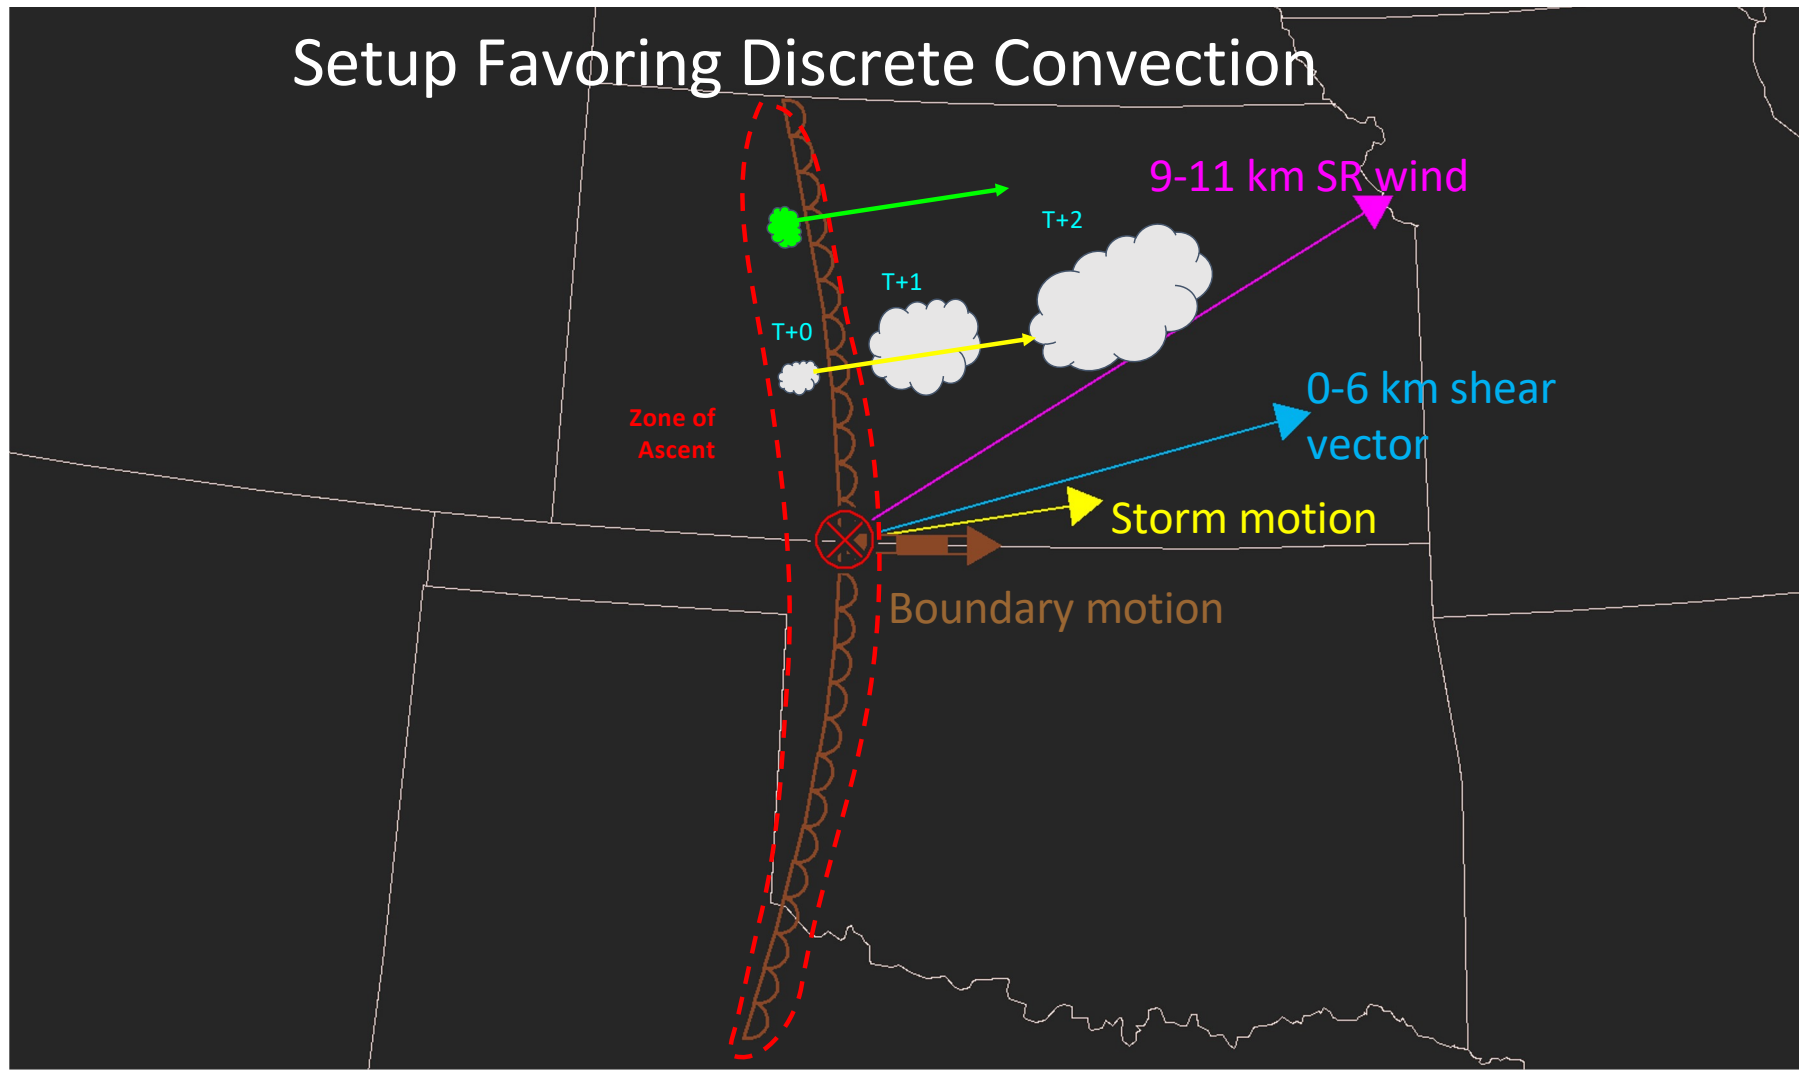 Setup Favoring Discrete Convection
9-11 km SR wind
T+2
T+1
T+0
0-6 km shear
vector
Zone of
Ascent
Storm motion
Boundary motion